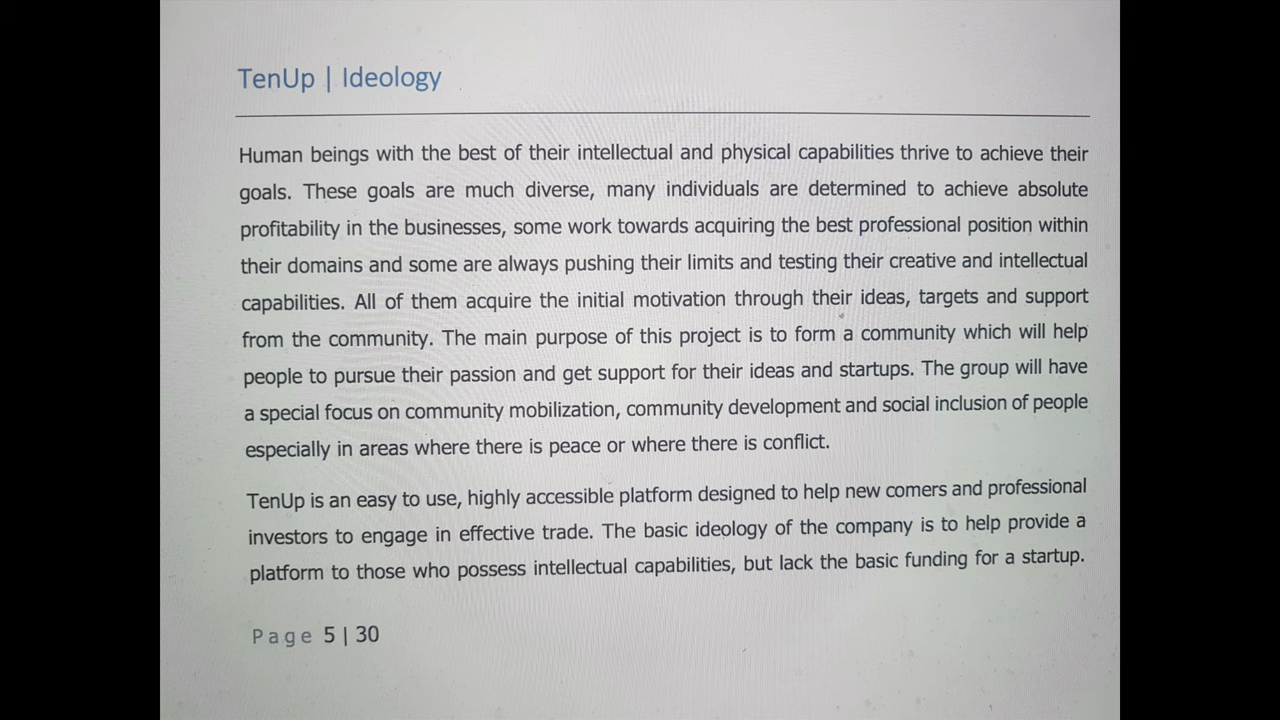 TenUp | Ideology
Human beings with the best of their intellectual and physical capabilities thrive to achieve their
goals. These goals are much diverse, many individuals are determined to achieve absolute
profitability in the businesses, some work towards acquiring the best professional position within
their domains and some are always pushing their limits and testing their creative and intellectual
capabilities. All of them acquire the initial motivation through their ideas, targets and support
from the community. The main purpose of this project is to form a community which will help
people to pursue their passion and get support for their ideas and startups. The group will have
a special focus on community mobilization, community development and social inclusion of people
especially in areas where there is peace or where there is conflict.
TenUp is an easy to use, highly accessible platform designed to help new comers and professional
investors to engage in effective trade. The basic ideology of the company is to help provide a
platform to those who possess intellectual capabilities, but lack the basic funding for a startup.
Page 5 | 30